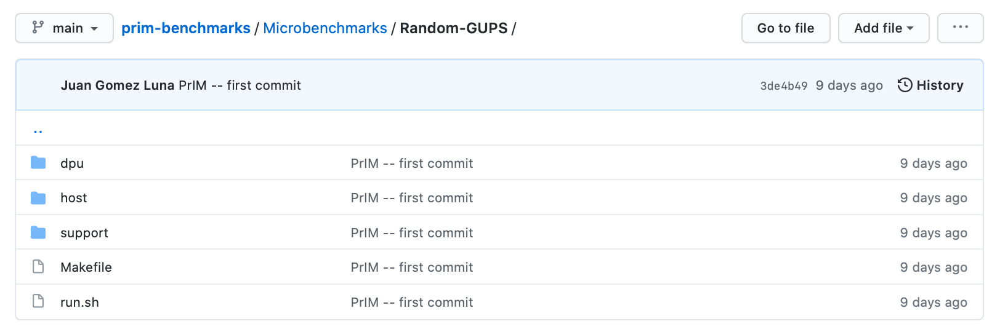 main prim-benchmarks / Microbenchmarks / Random-GUPS / Go to file Add file ...
Juan Gomez Luna PrIM -- first commit 3de4b49 9 days ago History
..
dpu PrIM -- first commit 9 days ago
host PrIM -- first commit 9 days ago
support PrIM -- first commit 9 days ago
Makefile PrIM -- first commit 9 days ago
run.sh PrIM -- first commit 9 days ago